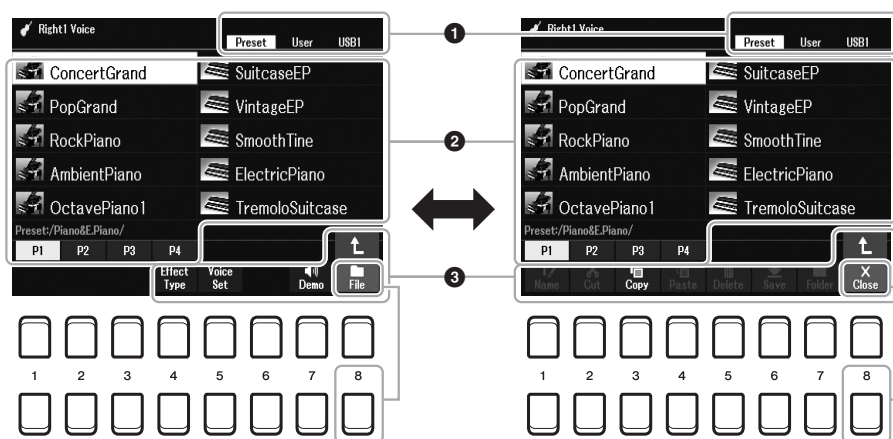 Right1 Voice
Preset User USB1
ConcertGrand SuitcaseEP
PopGrand VintageEP
RockPiano SmoothTine
AmbientPiano ElectricPiano
OctavePiano1 TremoloSuitcase
Preset:/Piano&E.Piano/
P1 P2 P3 P4
Effect Type Voice Set Demo File
1 2 3 4 5 6 7 8
❶
❷
❸
Right1 Voice
Preset User USB1
ConcertGrand SuitcaseEP
PopGrand VintageEP
RockPiano SmoothTine
AmbientPiano ElectricPiano
OctavePiano1 TremoloSuitcase
Preset:/Piano&E.Piano/
P1 P2 P3 P4
Name Cut Copy Paste Delete Save Folder Close
1 2 3 4 5 6 7 8